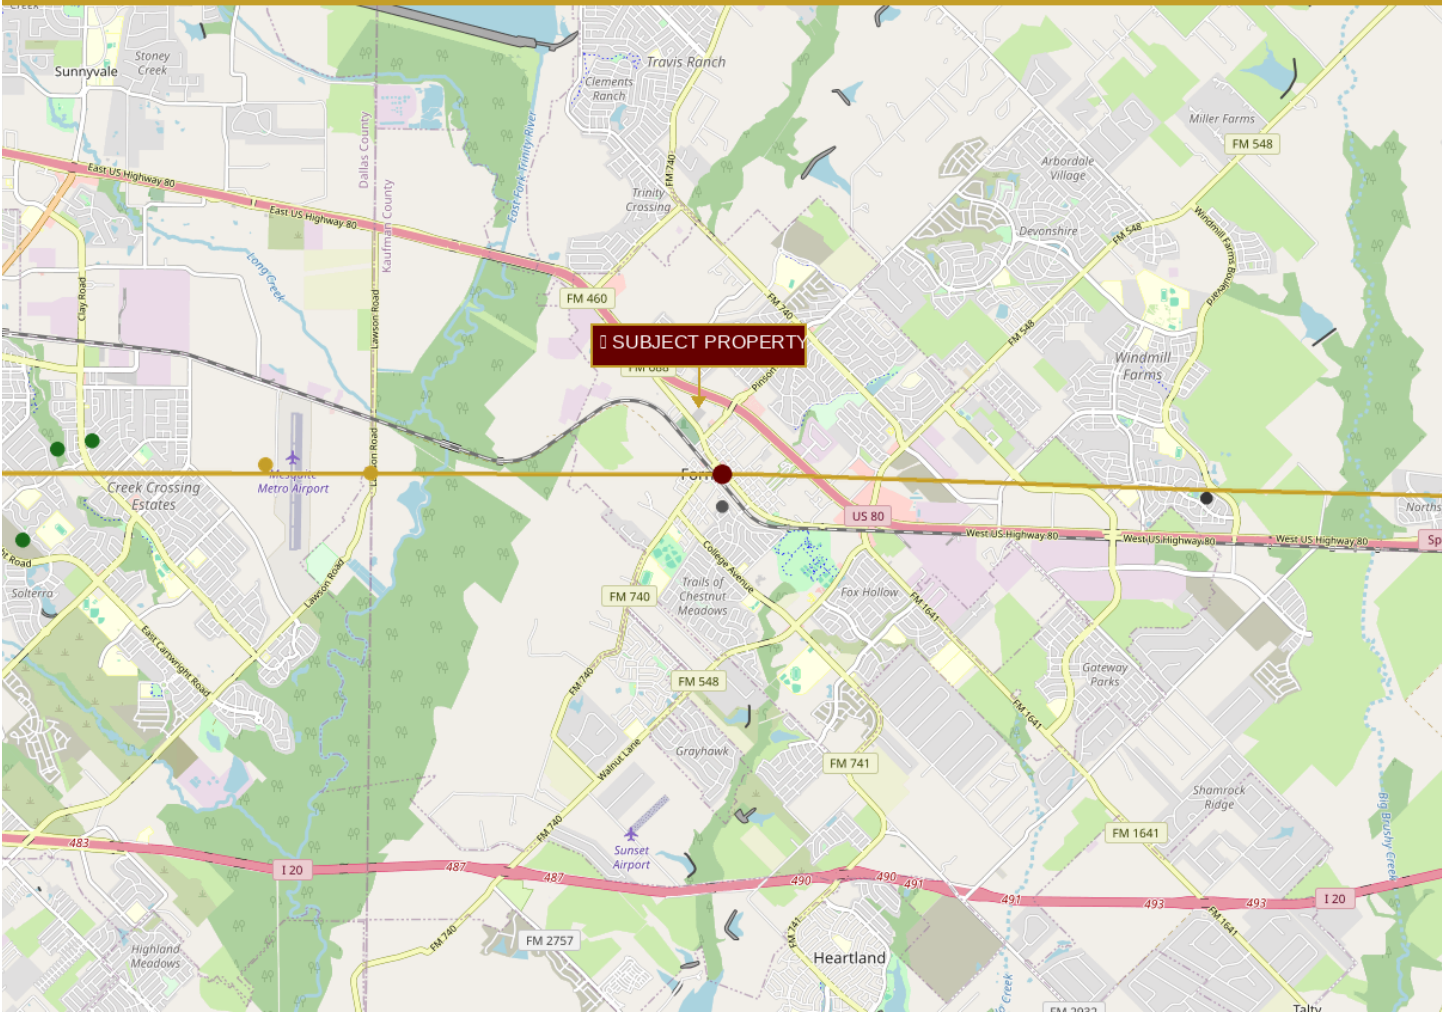 Creek
Sunnyvale
Stoney
Creek
Travis Ranch
Clements
Ranch
Miller Farms
FM 548
FM 740
East Fork Trinity River
Dallas County
Kaufman County
East US Highway 80
East US Highway 80
Trinity
Crossing
Arbordale
Village
Devonshire
FM 548
Windmill Farms Boulevard
Long Creek
Clay Road
Lawson Road
FM 460
FM 740
FM 548
SUBJECT PROPERTY
FM 688
Pinson
Windmill
Farms
Lawson Road
Mesquite
Metro Airport
Creek Crossing
Estates
US 80
West US Highway 80
West US Highway 80
West US Highway 80
Solterra
Lawson Road
East Cartwright Road
College Avenue
Trails of
Chestnut
Meadows
FM 740
Fox Hollow
FM 1641
Gateway
Parks
FM 740
FM 548
FM 1641
Grayhawk
Walnut Lane
FM 741
Shamrock
Ridge
Big Brushy Creek
FM 740
Sunset
Airport
FM 1641
483
I 20
487
487
490
490
491
491
493
493
I 20
FM 1641
FM 740
FM 2757
FM 741
Highland
Meadows
Heartland
Creek
FM 2932
Talty